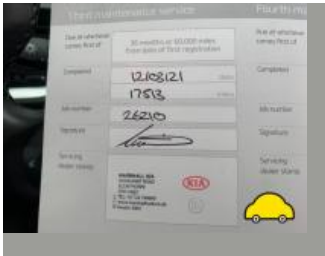 Third maintenance service
Fourth ma
Due at whichever
comes first of
30 months or 60,000 miles
from date of first registration
Due at whichever
comes first of
Completed
12/08/21
Completed
17513
Job number
26210
Job number
Signature
Signature
Servicing
dealer stamp
KIA
Servicing
dealer stamp